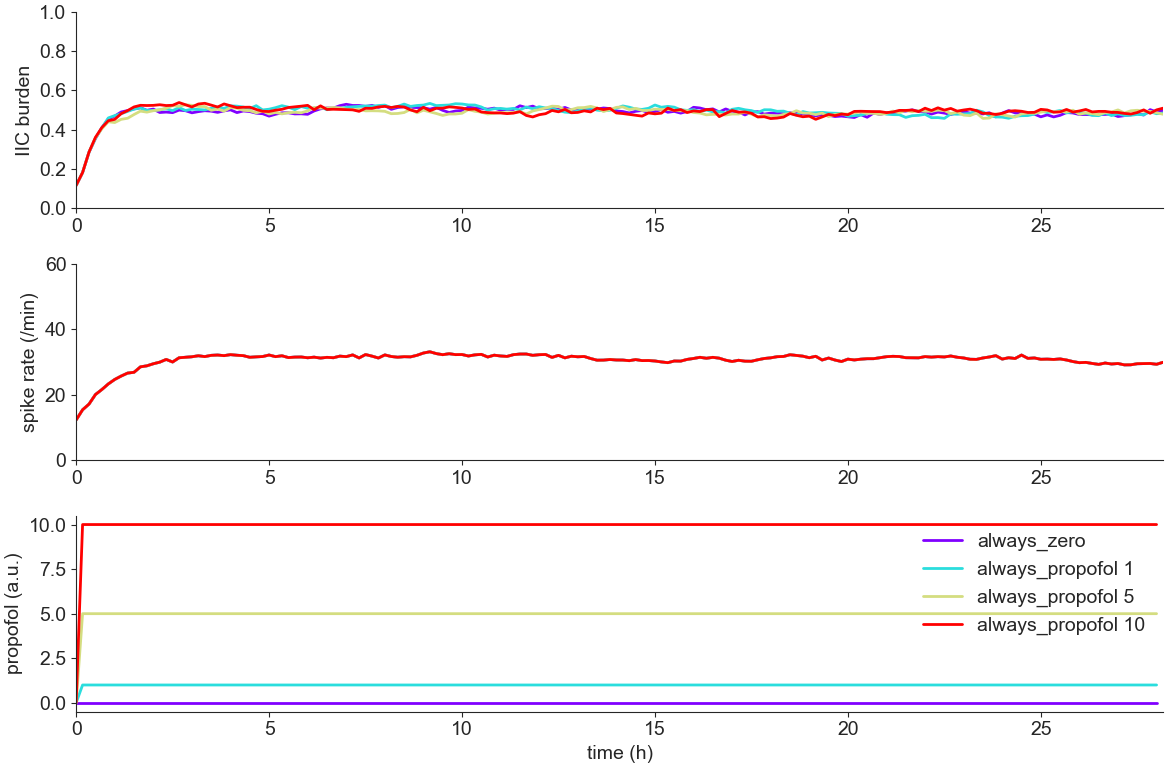 1.0
0.8
0.6
0.4
0.2
0.0
IIC burden
0 5 10 15 20 25
60
40
20
0
spike rate (/min)
0 5 10 15 20 25
10.0
7.5
5.0
2.5
0.0
propofol (a.u.)
always_zero
always_propofol 1
always_propofol 5
always_propofol 10
0 5 10 15 20 25
time (h)